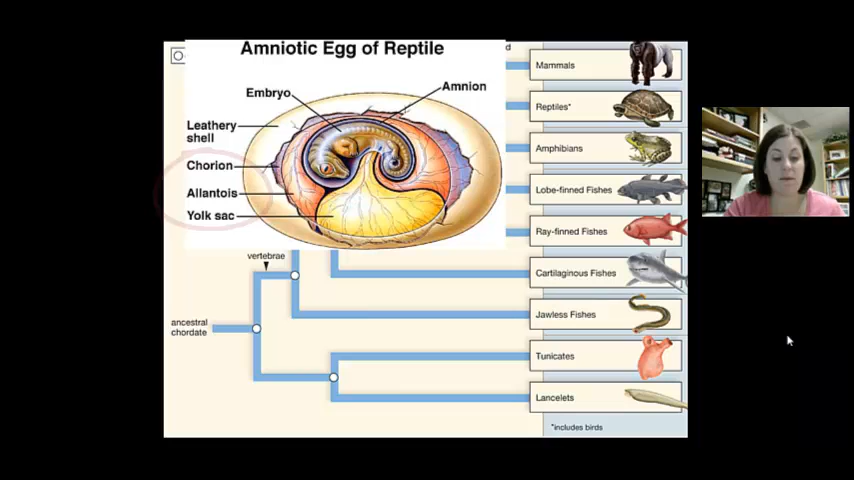 Amniotic Egg of Reptile
d
Embryo
Amnion
Leathery
shell
Chorion
Allantois
Yolk sac
Mammals
Reptiles*
Amphibians
Lobe-finned Fishes
Ray-finned Fishes
vertebrae
Cartilaginous Fishes
ancestral
chordate
Jawless Fishes
Tunicates
Lancelets
*includes birds